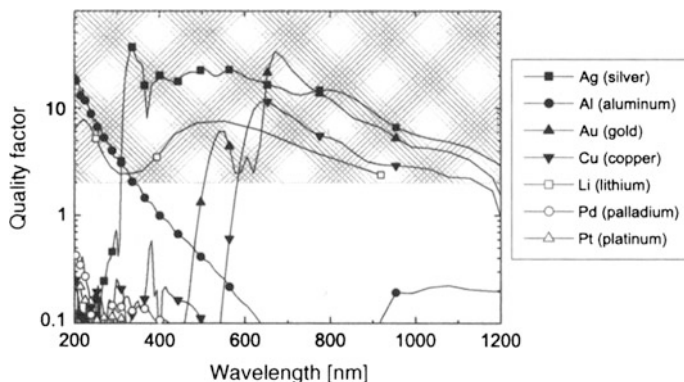 Quality factor
10
1
0.1
200
400
600
800
1000
1200
Wavelength [nm]
Ag (silver)
Al (aluminum)
Au (gold)
Cu (copper)
Li (lithium)
Pd (palladium)
Pt (platinum)